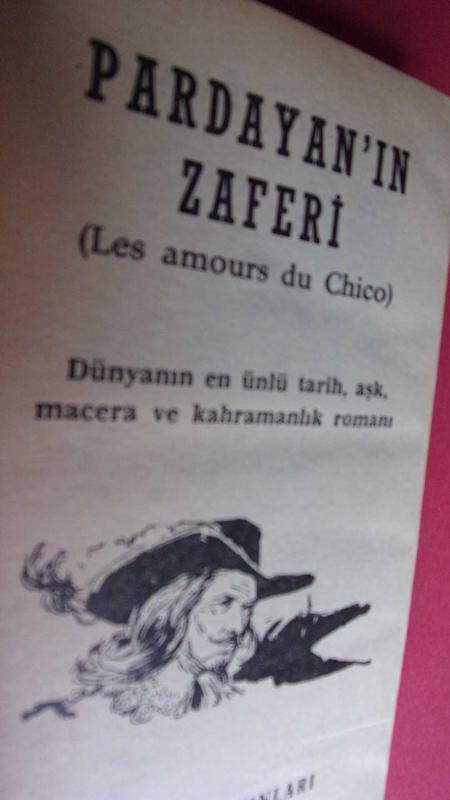 PARDAYAN'IN
ZAFERİ
(Les amours du Chico)
Dünyanın en ünlü tarih, aşk,
macera ve kahramanlık romanı